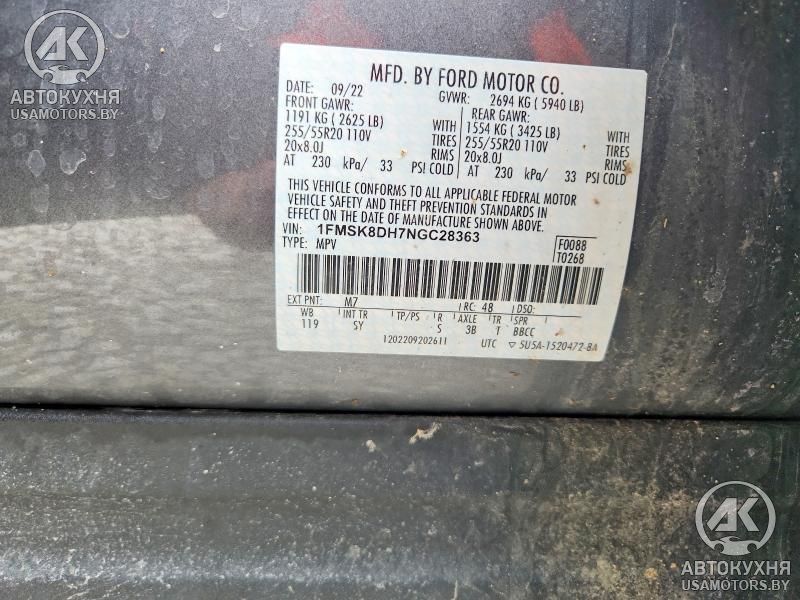 AK
АВТОКУХНЯ
USAMOTORS.BY
MFD. BY FORD MOTOR CO.
DATE: 09/22 GVWR: 2694 KG ( 5940 LB)
FRONT GAWR: REAR GAWR:
1191 KG ( 2625 LB) WITH 1554 KG ( 3425 LB) WITH
255/55R20 110V TIRES 255/55R20 110V TIRES
20x8.0J RIMS 20x8.0J RIMS
AT 230 kPa/ 33 PSI COLD AT 230 kPa/ 33 PSI COLD
THIS VEHICLE CONFORMS TO ALL APPLICABLE FEDERAL MOTOR
VEHICLE SAFETY AND THEFT PREVENTION STANDARDS IN
EFFECT ON THE DATE OF MANUFACTURE SHOWN ABOVE.
VIN: 1FMSK8DH7NGC28363
TYPE: MPV
F0088
T0268
EXT PNT: M7 RC: 48 DSO:
WB INT TR TP/PS R AXLE TR SPR
119 SY S 3B T BBCC
1202209202611 UTC ▽ 5U5A-1520472-BA
AK
АВТОКУХНЯ
USAMOTORS.BY